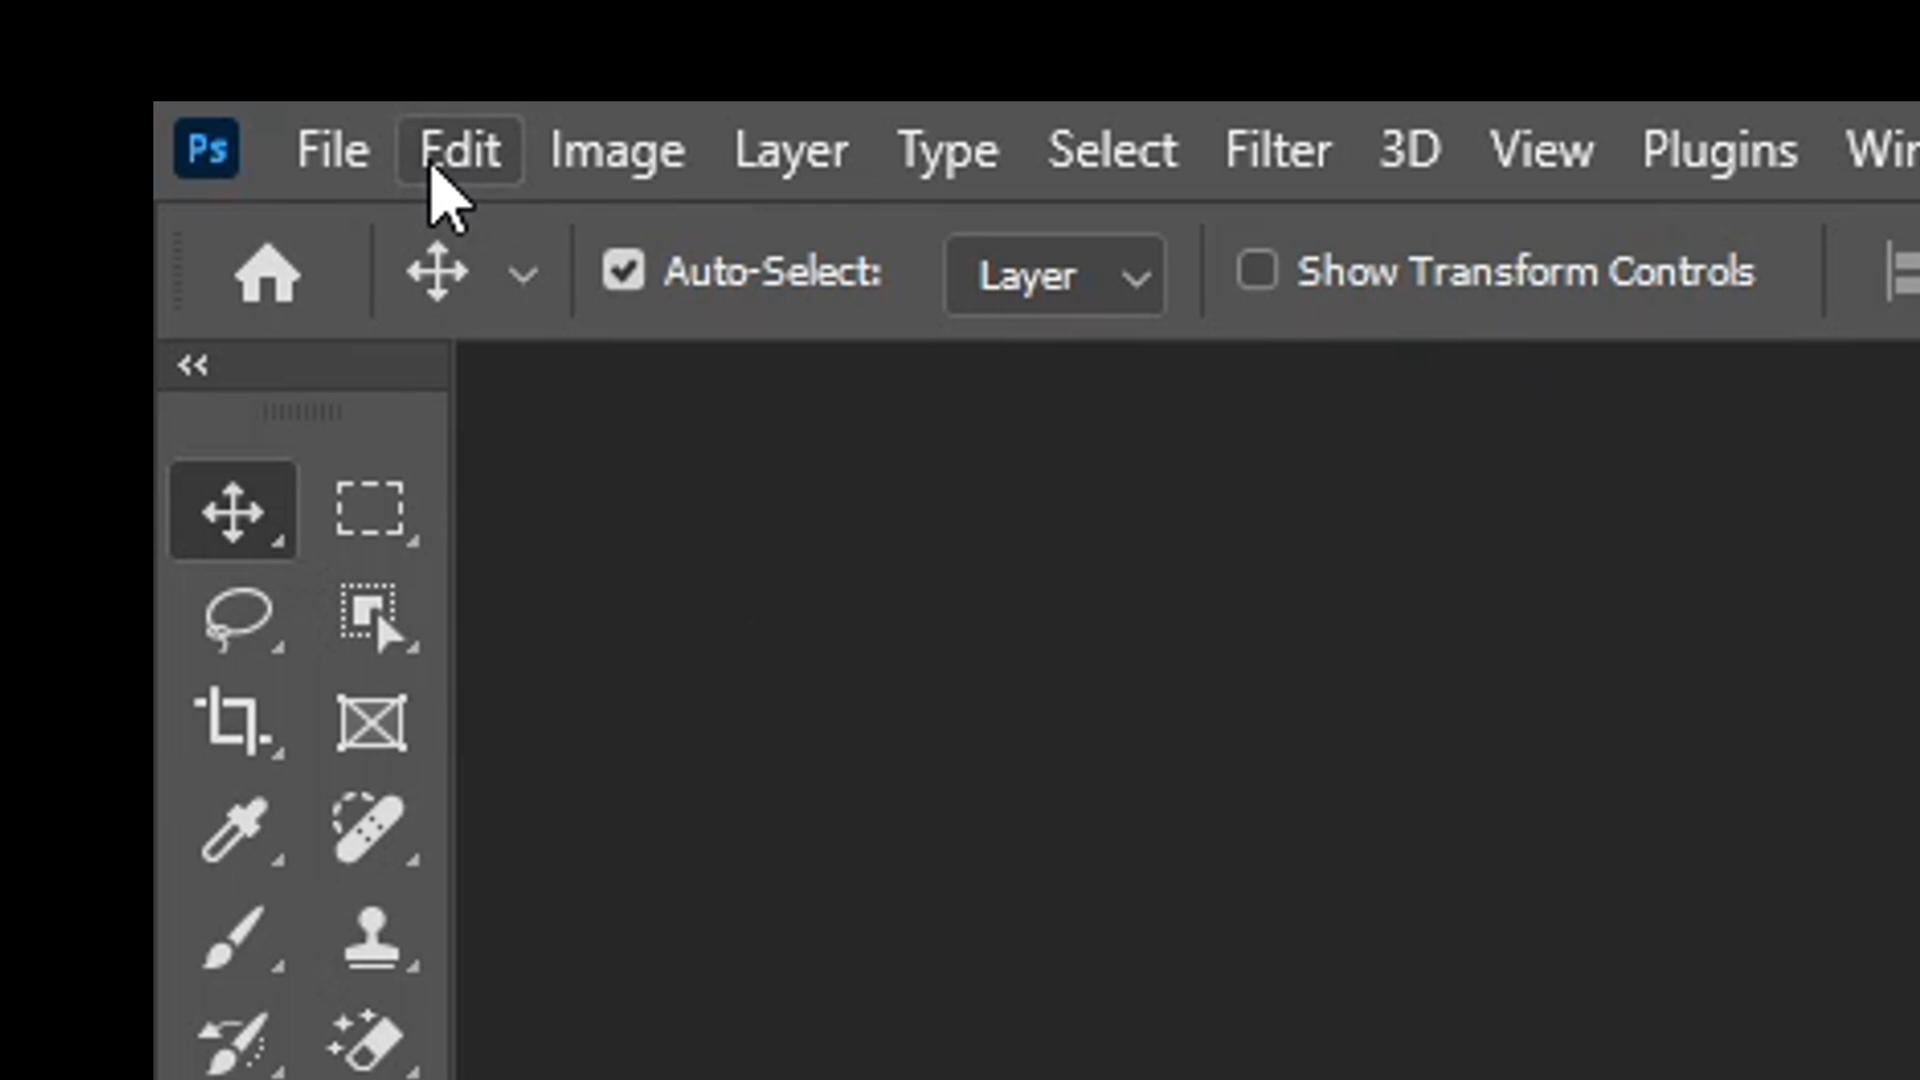 Ps File Edit Image Layer Type Select Filter 3D View Plugins
Auto-Select: Layer Show Transform Controls